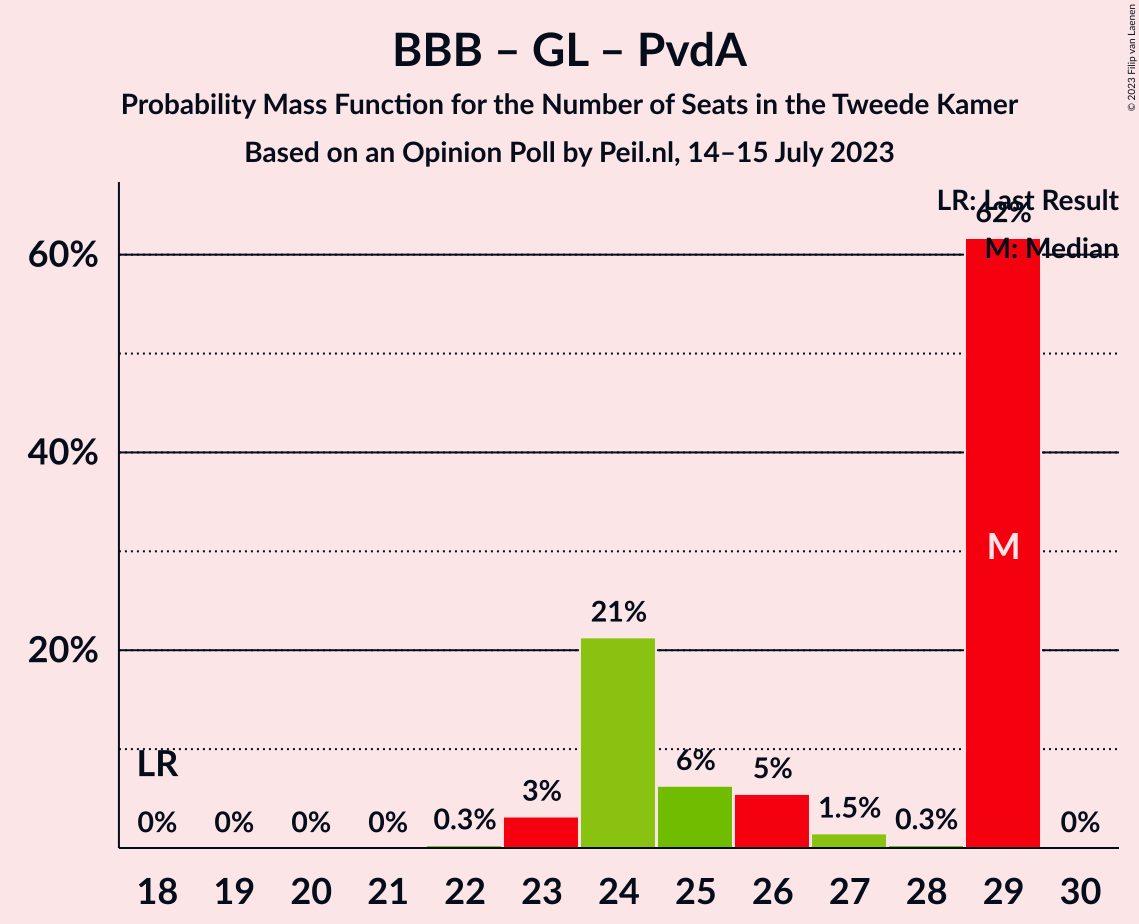 BBB – GL – PvdA
Probability Mass Function for the Number of Seats in the Tweede Kamer
Based on an Opinion Poll by Peil.nl, 14–15 July 2023
© 2023 Filip van Laenen
LR: Last Result
M: Median
60%
40%
20%
LR
0%
0%
0%
0%
0.3%
3%
21%
6%
5%
1.5%
0.3%
62%
M
0%
18 19 20 21 22 23 24 25 26 27 28 29 30